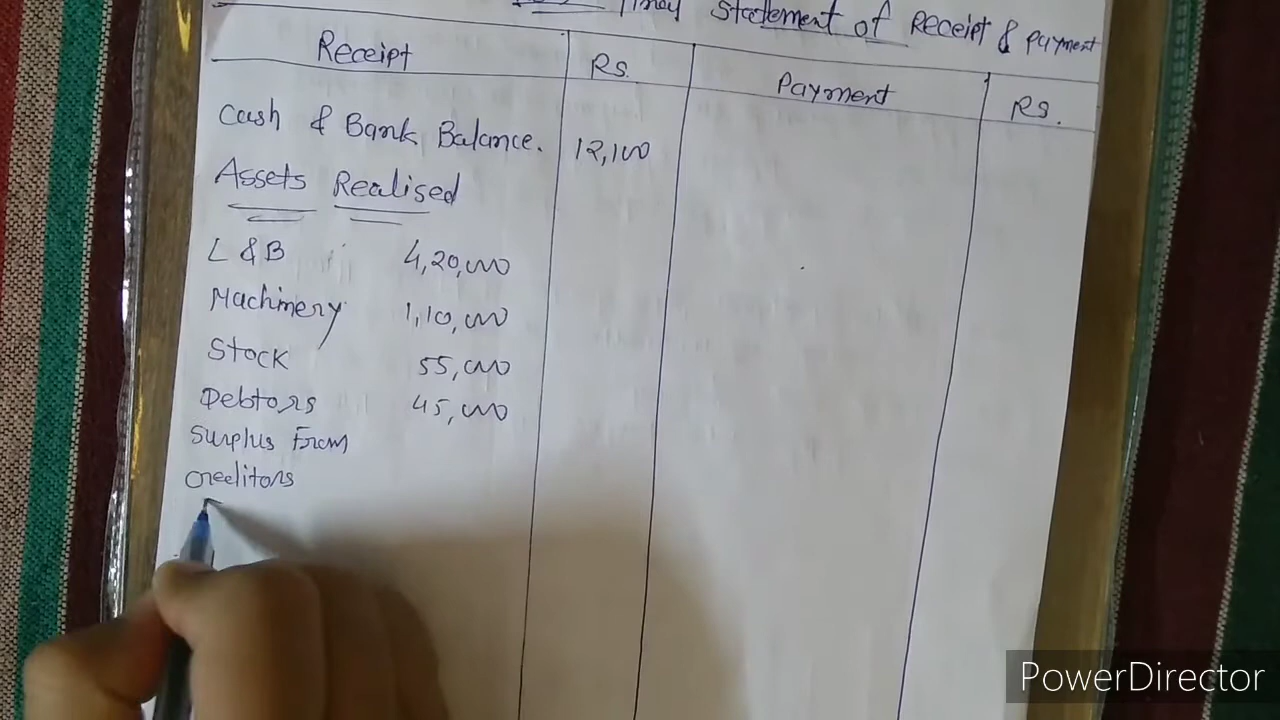 Statement of Receipt & Payment
Receipt Rs. Payment Rs.
Cash & Bank Balance. 12,100
Assets Realised
L & B 4,20,000
Machinery 1,10,000
Stock 55,000
Debtors 45,000
Surplus From
Creditors
PowerDirector